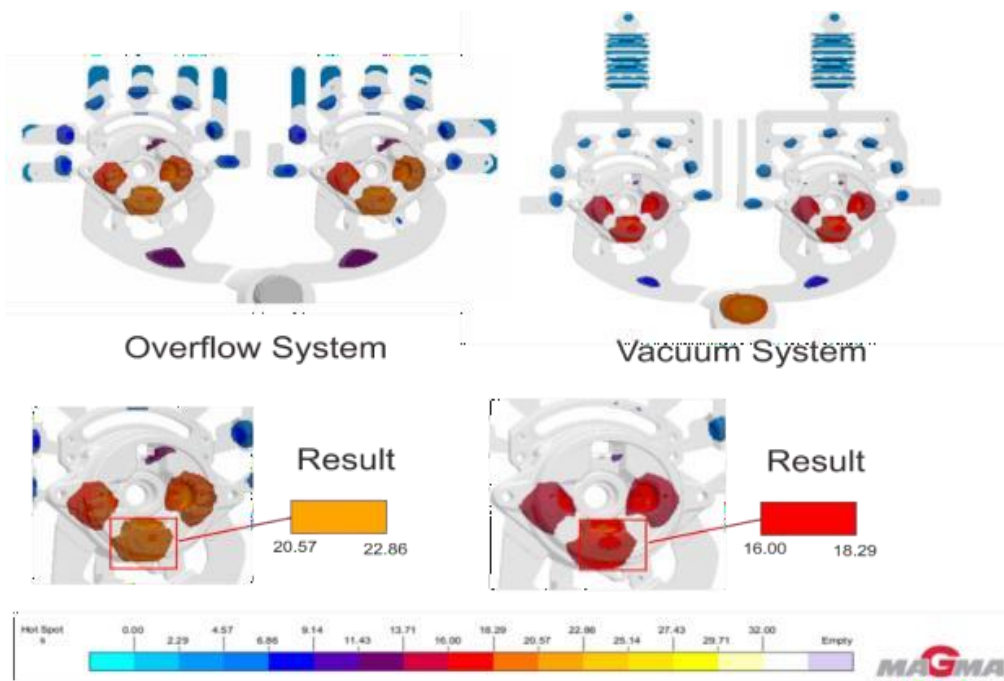 Overflow System
Vacuum System
Result
20.57 22.86
Result
16.00 18.29
Hot Spot
s
0.00 4.57 9.14 13.71 18.29 22.86 27.43 32.00
2.29 6.86 11.43 16.00 20.57 25.14 29.71 Empty
MAGMA